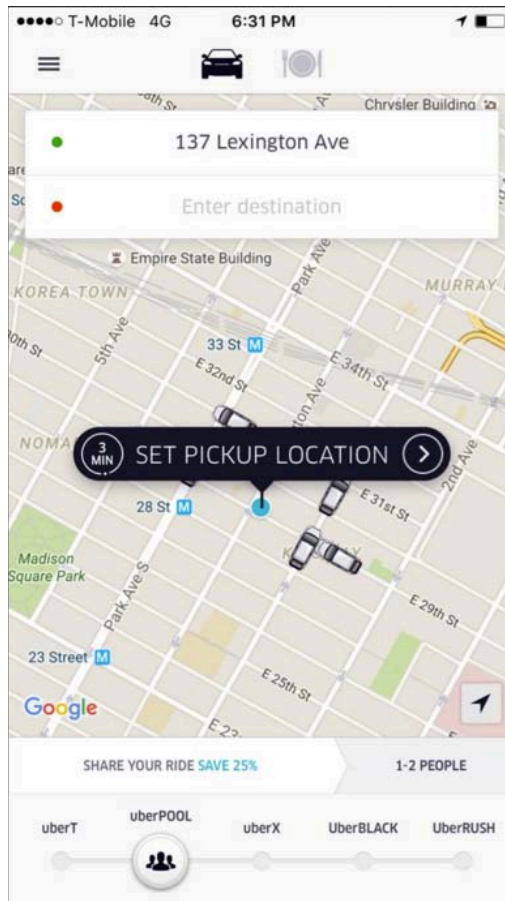 T-Mobile 4G 6:31 PM
Chrysler Building
137 Lexington Ave
Enter destination
Empire State Building
Park Ave
KOREA TOWN
MURRAY
5th Ave
33 St M
E 32nd St
E 34th St
NOMA
3 MIN SET PICKUP LOCATION
2nd Ave
28 St M
E 31st St
Madison
Square Park
Park Ave S
E 29th St
23 Street M
E 25th St
Google
E 23
SHARE YOUR RIDE SAVE 25% 1-2 PEOPLE
uberT uberPOOL uberX UberBLACK UberRUSH